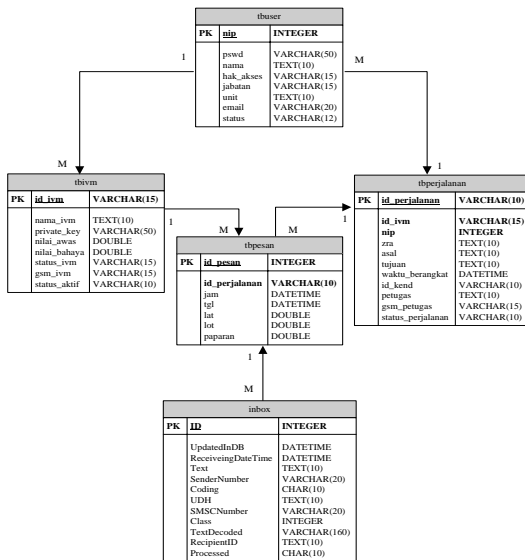 tbuser
PK nip INTEGER
pswd VARCHAR(50)
nama TEXT(10)
hak_akses VARCHAR(15)
jabatan VARCHAR(15)
unit TEXT(10)
email VARCHAR(20)
status VARCHAR(12)
1
M
M
1
tbivm
PK id_ivm VARCHAR(15)
nama_ivm TEXT(10)
private_key VARCHAR(50)
nilai_awas DOUBLE
nilai_bahaya DOUBLE
status_ivm VARCHAR(15)
gsm_ivm VARCHAR(15)
status_aktif VARCHAR(10)
tbperjalanan
PK id_perjalanan VARCHAR(10)
id_ivm VARCHAR(15)
nip INTEGER
zra TEXT(10)
asal TEXT(10)
tujuan TEXT(10)
waktu_berangkat DATETIME
id_kend VARCHAR(10)
petugas TEXT(10)
gsm_petugas VARCHAR(15)
status_perjalanan VARCHAR(10)
1
M
M
1
tbpesan
PK id_pesan INTEGER
id_perjalanan VARCHAR(10)
jam DATETIME
tgl DATETIME
lat DOUBLE
lot DOUBLE
paparan DOUBLE
1
M
inbox
PK ID INTEGER
UpdatedInDB DATETIME
ReceiveingDateTime DATETIME
Text TEXT(10)
SenderNumber VARCHAR(20)
Coding CHAR(10)
UDH TEXT(10)
SMSCNumber VARCHAR(20)
Class INTEGER
TextDecoded VARCHAR(160)
RecipientID TEXT(10)
Processed CHAR(10)